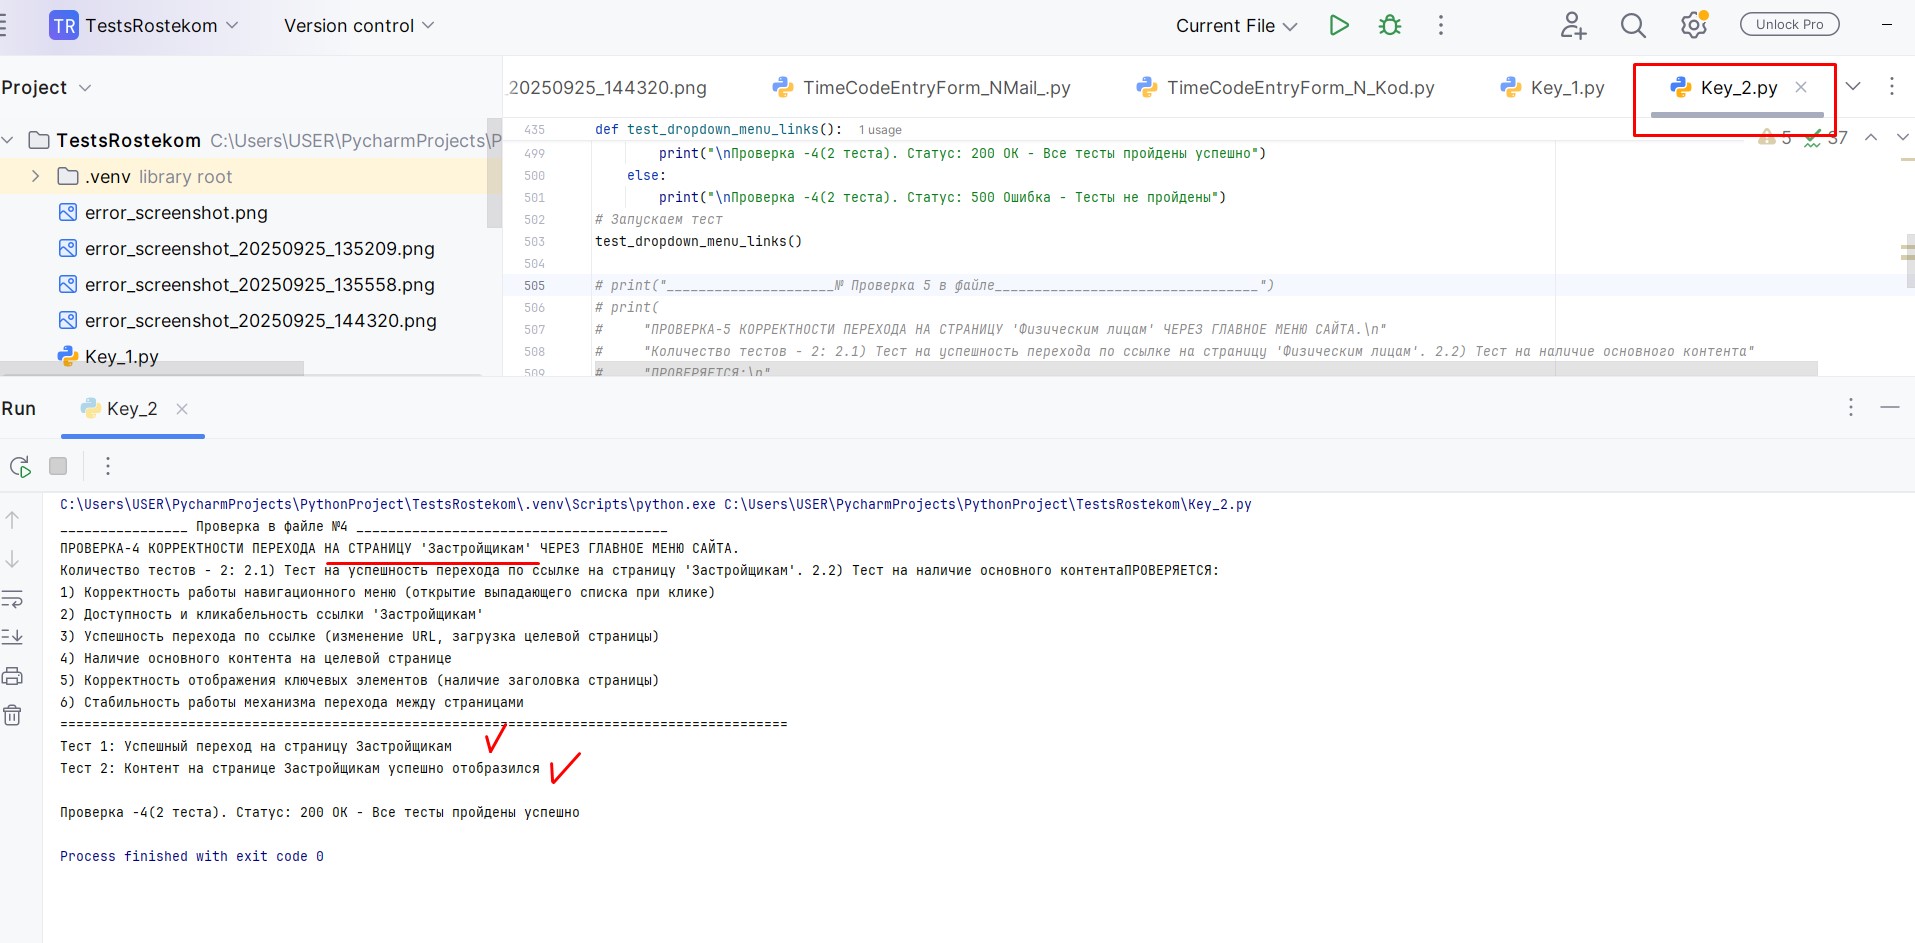 TR TestsRostekom Version control Current File Unlock Pro
Project 20250925_144320.png TimeCodeEntryForm_NMail_.py TimeCodeEntryForm_N_Kod.py Key_1.py Key_2.py
TestsRostekom C:\Users\USER\PycharmProjects\P
.venv library root
error_screenshot.png
error_screenshot_20250925_135209.png
error_screenshot_20250925_135558.png
error_screenshot_20250925_144320.png
Key_1.py
435 def test_dropdown_menu_links(): 1 usage 5 37
499 print("\nПроверка -4(2 теста). Статус: 200 ОК - Все тесты пройдены успешно")
500 else:
501 print("\nПроверка -4(2 теста). Статус: 500 Ошибка - Тесты не пройдены")
502 # Запускаем тест
503 test_dropdown_menu_links()
504
505 # print("_____________________№ Проверка 5 в файле_________________________________")
506 # print(
507 # "ПРОВЕРКА-5 КОРРЕКТНОСТИ ПЕРЕХОДА НА СТРАНИЦУ 'Физическим лицам' ЧЕРЕЗ ГЛАВНОЕ МЕНЮ САЙТА.\n"
508 # "Количество тестов - 2: 2.1) Тест на успешность перехода по ссылке на страницу 'Физическим лицам'. 2.2) Тест на наличие основного контента"
509 # "ПРОВЕРЯЕТСЯ:\n"
Run Key_2
C:\Users\USER\PycharmProjects\PythonProject\TestsRostekom\.venv\Scripts\python.exe C:\Users\USER\PycharmProjects\PythonProject\TestsRostekom\Key_2.py
________________ Проверка в файле №4 _______________________________________
ПРОВЕРКА-4 КОРРЕКТНОСТИ ПЕРЕХОДА НА СТРАНИЦУ 'Застройщикам' ЧЕРЕЗ ГЛАВНОЕ МЕНЮ САЙТА.
Количество тестов - 2: 2.1) Тест на успешность перехода по ссылке на страницу 'Застройщикам'. 2.2) Тест на наличие основного контентаПРОВЕРЯЕТСЯ:
1) Корректность работы навигационного меню (открытие выпадающего списка при клике)
2) Доступность и кликабельность ссылки 'Застройщикам'
3) Успешность перехода по ссылке (изменение URL, загрузка целевой страницы)
4) Наличие основного контента на целевой странице
5) Корректность отображения ключевых элементов (наличие заголовка страницы)
6) Стабильность работы механизма перехода между страницами
===========================================================================================
Тест 1: Успешный переход на страницу Застройщикам
Тест 2: Контент на странице Застройщикам успешно отобразился
Проверка -4(2 теста). Статус: 200 ОК - Все тесты пройдены успешно
Process finished with exit code 0